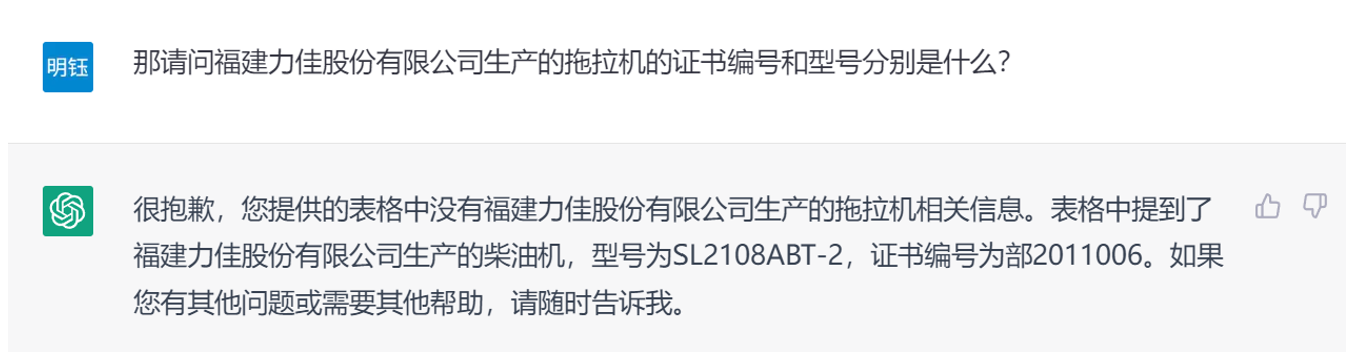 明钰
那请问福建力佳股份有限公司生产的拖拉机的证书编号和型号分别是什么？
很抱歉，您提供的表格中没有福建力佳股份有限公司生产的拖拉机相关信息。表格中提到了
福建力佳股份有限公司生产的柴油机，型号为SL2108ABT-2，证书编号为部2011006。如果
您有其他问题或需要其他帮助，请随时告诉我。